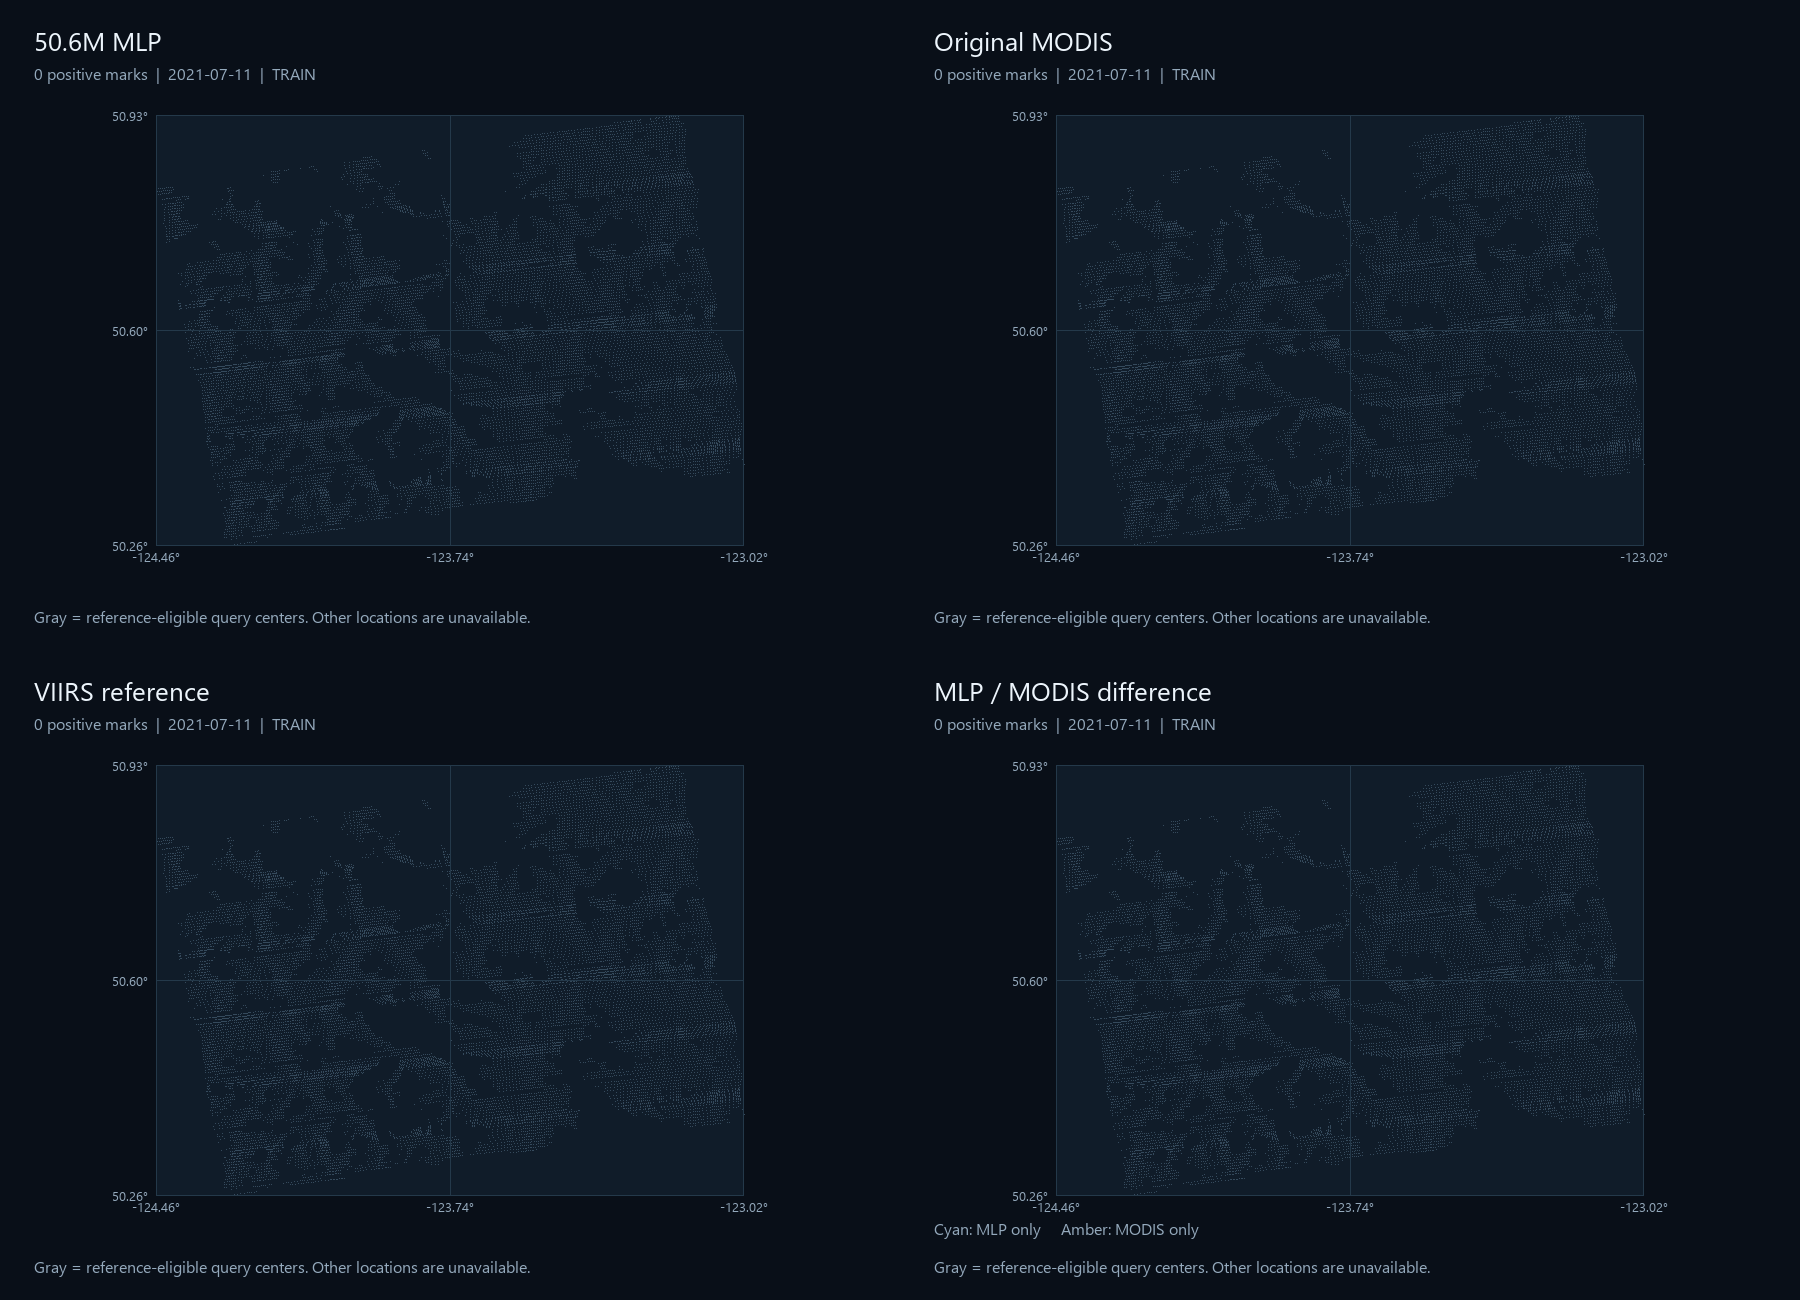 50.6M MLP
0 positive marks | 2021-07-11 | TRAIN
50.93°
50.60°
50.26°
-124.46°
-123.74°
-123.02°
Gray = reference-eligible query centers. Other locations are unavailable.
Original MODIS
0 positive marks | 2021-07-11 | TRAIN
50.93°
50.60°
50.26°
-124.46°
-123.74°
-123.02°
Gray = reference-eligible query centers. Other locations are unavailable.
VIIRS reference
0 positive marks | 2021-07-11 | TRAIN
50.93°
50.60°
50.26°
-124.46°
-123.74°
-123.02°
Gray = reference-eligible query centers. Other locations are unavailable.
MLP / MODIS difference
0 positive marks | 2021-07-11 | TRAIN
50.93°
50.60°
50.26°
-124.46°
-123.74°
-123.02°
Cyan: MLP only Amber: MODIS only
Gray = reference-eligible query centers. Other locations are unavailable.